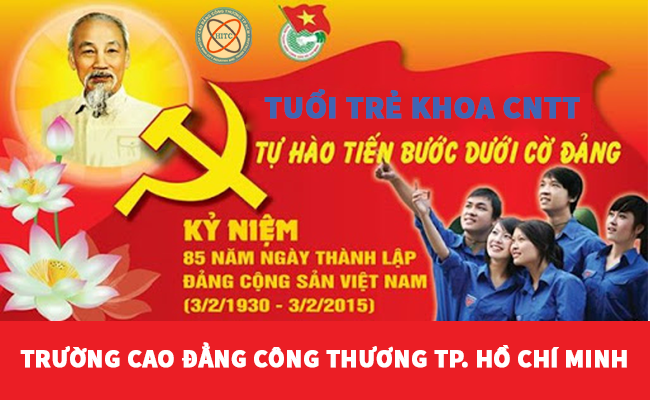 HITC
TUỔI TRẺ KHOA CNTT
TỰ HÀO TIẾN BƯỚC DƯỚI CỜ ĐẢNG
KỶ NIỆM
85 NĂM NGÀY THÀNH LẬP
ĐẢNG CỘNG SẢN VIỆT NAM
(3/2/1930 - 3/2/2015)
TRƯỜNG CAO ĐẲNG CÔNG THƯƠNG TP. HỒ CHÍ MINH